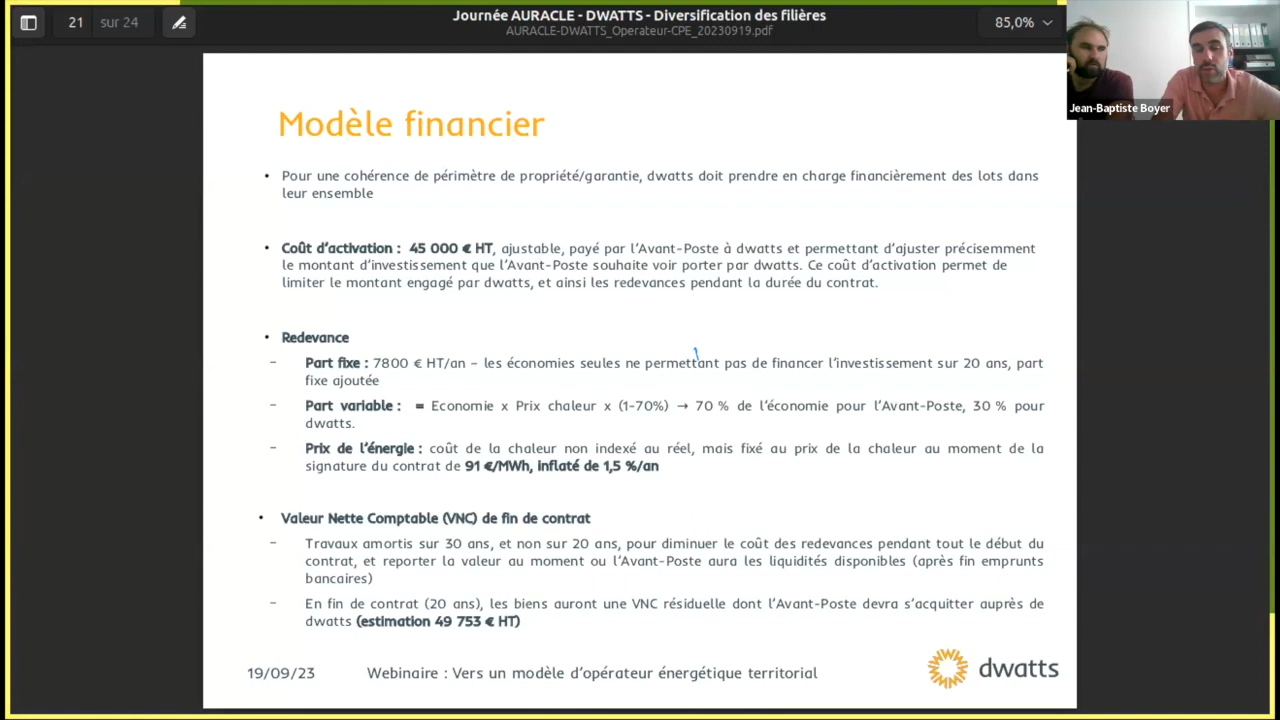 21 sur 24
Journée AURACLE - DWATTS - Diversification des filières
AURACLE-DWATTS_Operateur-CPE_20230919.pdf
85,0%
Jean-Baptiste Boyer
Modèle financier
• Pour une cohérence de périmètre de propriété/garantie, dwatts doit prendre en charge financièrement des lots dans
leur ensemble
• Coût d’activation : 45 000 € HT, ajustable, payé par l’Avant-Poste à dwatts et permettant d’ajuster précisemment
le montant d’investissement que l’Avant-Poste souhaite voir porter par dwatts. Ce coût d’activation permet de
limiter le montant engagé par dwatts, et ainsi les redevances pendant la durée du contrat.
• Redevance
– Part fixe : 7800 € HT/an – les économies seules ne permettant pas de financer l’investissement sur 20 ans, part
fixe ajoutée
– Part variable : = Economie x Prix chaleur x (1-70%) → 70 % de l’économie pour l’Avant-Poste, 30 % pour
dwatts.
– Prix de l’énergie : coût de la chaleur non indexé au réel, mais fixé au prix de la chaleur au moment de la
signature du contrat de 91 €/MWh, inflaté de 1,5 %/an
• Valeur Nette Comptable (VNC) de fin de contrat
– Travaux amortis sur 30 ans, et non sur 20 ans, pour diminuer le coût des redevances pendant tout le début du
contrat, et reporter la valeur au moment ou l’Avant-Poste aura les liquidités disponibles (après fin emprunts
bancaires)
– En fin de contrat (20 ans), les biens auront une VNC résiduelle dont l’Avant-Poste devra s’acquitter auprès de
dwatts (estimation 49 753 € HT)
19/09/23
Webinaire : Vers un modèle d’opérateur énergétique territorial
dwatts